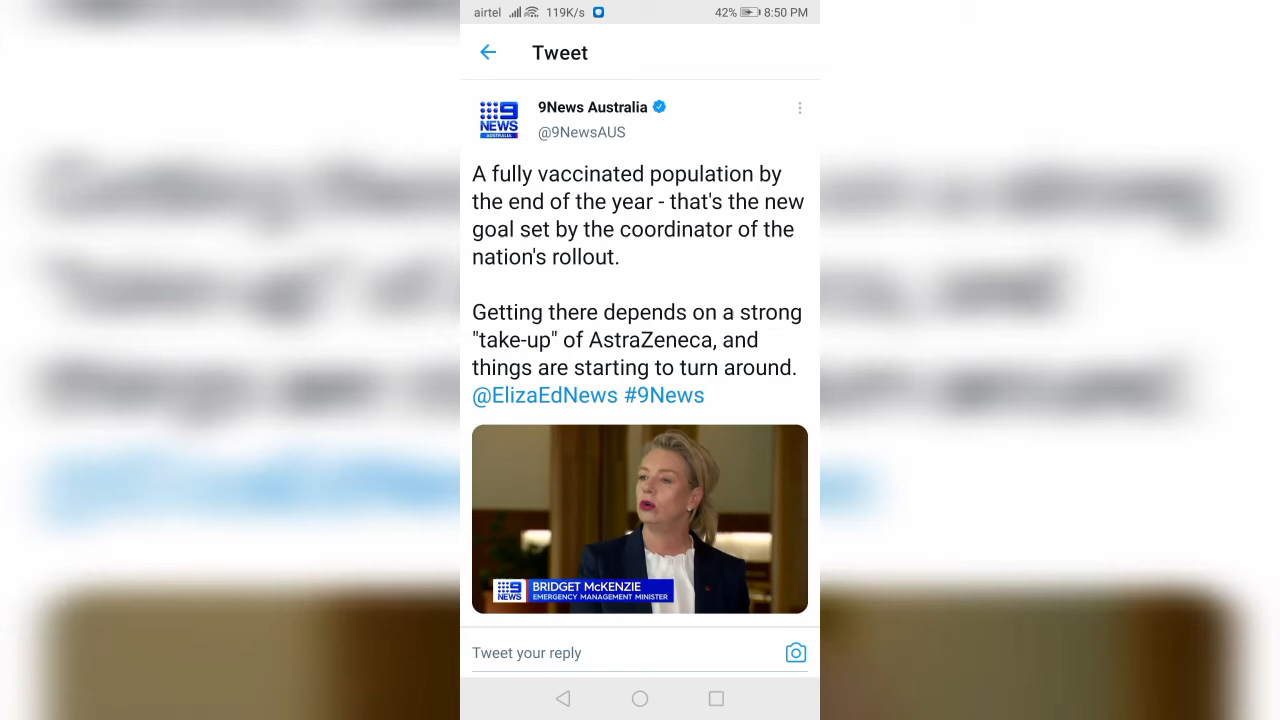 airtel 119K/s 42% 8:50 PM
Tweet
9 NEWS AUSTRALIA
9News Australia
@9NewsAUS
A fully vaccinated population by
the end of the year - that's the new
goal set by the coordinator of the
nation's rollout.
Getting there depends on a strong
"take-up" of AstraZeneca, and
things are starting to turn around.
@ElizaEdNews #9News
9 NEWS
BRIDGET McKENZIE
EMERGENCY MANAGEMENT MINISTER
Tweet your reply